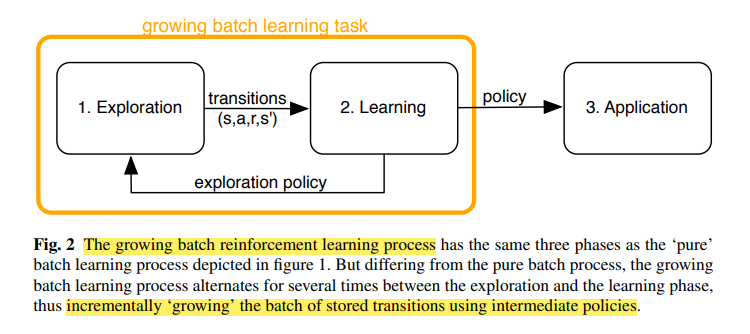 growing batch learning task
1. Exploration
transitions
(s,a,r,s')
2. Learning
policy
3. Application
exploration policy
Fig. 2 The growing batch reinforcement learning process has the same three phases as the ‘pure’
batch learning process depicted in figure 1. But differing from the pure batch process, the growing
batch learning process alternates for several times between the exploration and the learning phase,
thus incrementally ‘growing’ the batch of stored transitions using intermediate policies.